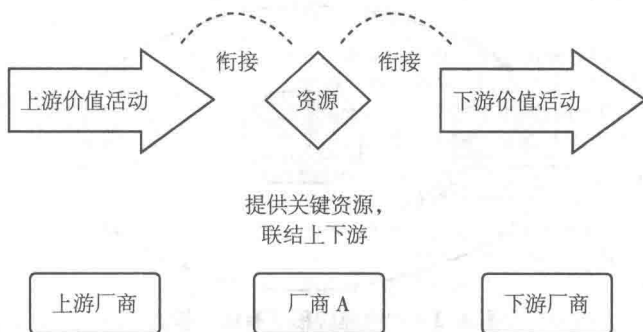 衔接
衔接
上游价值活动
资源
下游价值活动
提供关键资源，
联结上下游
上游厂商
厂商 A
下游厂商